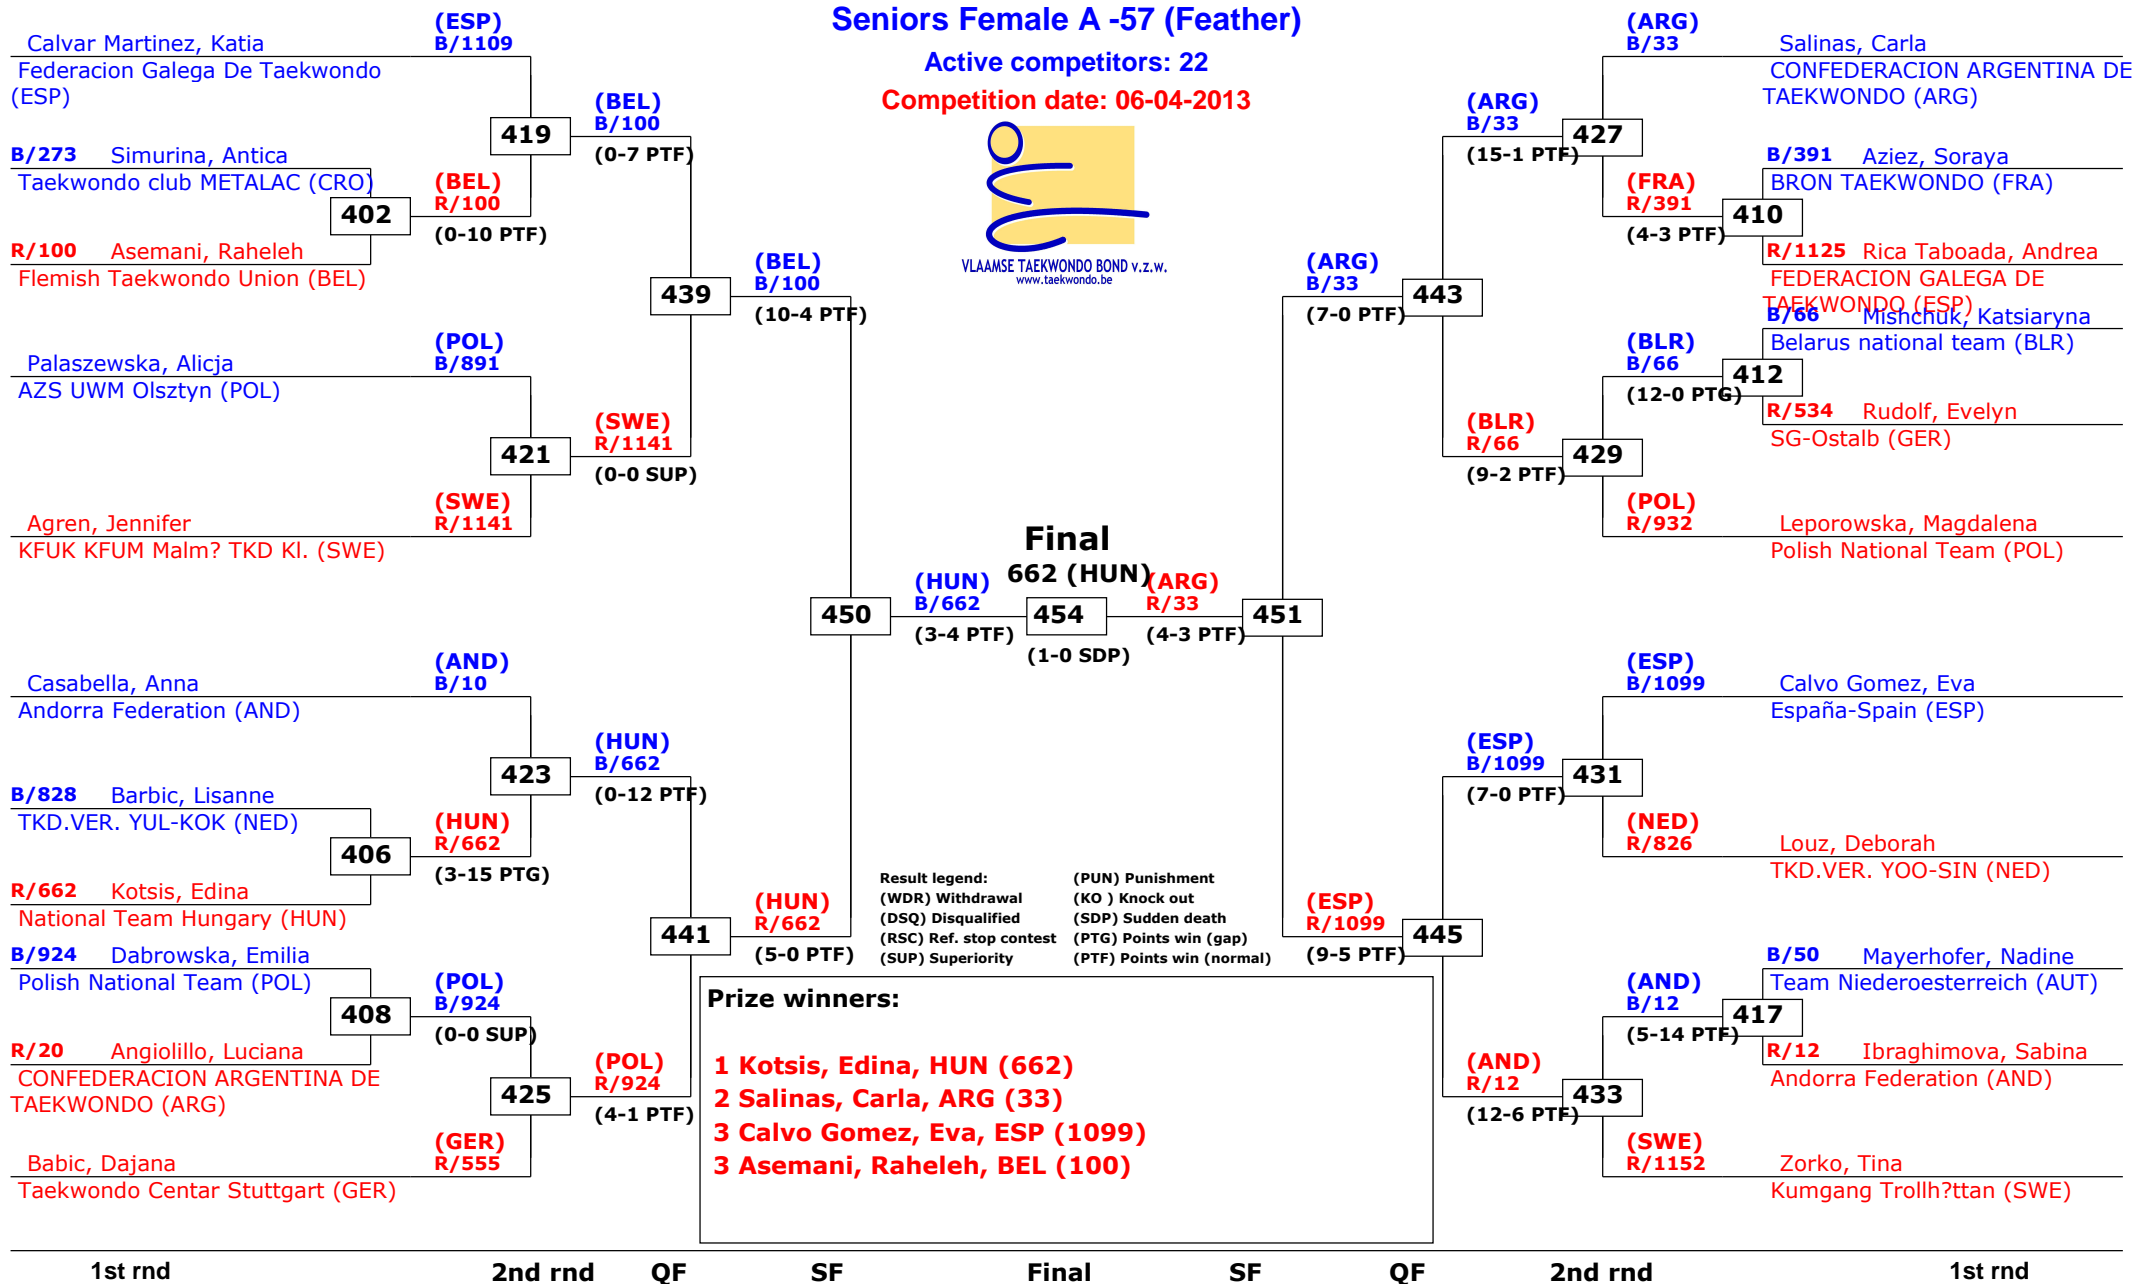 Seniors Female A -57 (Feather)
Active competitors: 22
Competition date: 06-04-2013
VLAAMSE TAEKWONDO BOND v.z.w.
www.taekwondo.be
(ESP)
B/1109
Calvar Martinez, Katia
Federacion Galega De Taekwondo
(ESP)
419
(BEL)
B/100
(0-7 PTF)
B/273 Simurina, Antica
Taekwondo club METALAC (CRO)
402
(BEL)
R/100
(0-10 PTF)
R/100 Asemani, Raheleh
Flemish Taekwondo Union (BEL)
439
(BEL)
B/100
(10-4 PTF)
(POL)
B/891
Palaszewska, Alicja
AZS UWM Olsztyn (POL)
421
(SWE)
R/1141
(0-0 SUP)
(SWE)
R/1141
Agren, Jennifer
KFUK KFUM Malm? TKD Kl. (SWE)
450
(HUN)
B/662
(3-4 PTF)
(AND)
B/10
Casabella, Anna
Andorra Federation (AND)
423
(HUN)
B/662
(0-12 PTF)
B/828 Barbic, Lisanne
TKD.VER. YUL-KOK (NED)
406
(HUN)
R/662
(3-15 PTG)
R/662 Kotsis, Edina
National Team Hungary (HUN)
441
(HUN)
R/662
(5-0 PTF)
B/924 Dabrowska, Emilia
Polish National Team (POL)
408
(POL)
B/924
(0-0 SUP)
R/20 Angiolillo, Luciana
CONFEDERACION ARGENTINA DE
TAEKWONDO (ARG)
425
(POL)
R/924
(4-1 PTF)
(GER)
R/555
Babic, Dajana
Taekwondo Centar Stuttgart (GER)
Final
662 (HUN)
454
(1-0 SDP)
(ARG)
R/33
(4-3 PTF)
451
(ARG)
B/33
Salinas, Carla
CONFEDERACION ARGENTINA DE
TAEKWONDO (ARG)
427
(ARG)
B/33
(15-1 PTF)
B/391 Aziez, Soraya
BRON TAEKWONDO (FRA)
410
(FRA)
R/391
(4-3 PTF)
R/1125 Rica Taboada, Andrea
FEDERACION GALEGA DE
TAEKWONDO (ESP)
443
(ARG)
B/33
(7-0 PTF)
B/66 Mishchuk, Katsiaryna
Belarus national team (BLR)
412
(BLR)
B/66
(12-0 PTG)
R/534 Rudolf, Evelyn
SG-Ostalb (GER)
429
(BLR)
R/66
(9-2 PTF)
(POL)
R/932
Leporowska, Magdalena
Polish National Team (POL)
(ESP)
B/1099
Calvo Gomez, Eva
España-Spain (ESP)
431
(ESP)
B/1099
(7-0 PTF)
(NED)
R/826
Louz, Deborah
TKD.VER. YOO-SIN (NED)
445
(ESP)
R/1099
(9-5 PTF)
B/50 Mayerhofer, Nadine
Team Niederoesterreich (AUT)
417
(AND)
B/12
(5-14 PTF)
R/12 Ibraghimova, Sabina
Andorra Federation (AND)
433
(AND)
R/12
(12-6 PTF)
(SWE)
R/1152
Zorko, Tina
Kumgang Trollh?ttan (SWE)
Result legend:
(WDR) Withdrawal
(DSQ) Disqualified
(RSC) Ref. stop contest
(SUP) Superiority
(PUN) Punishment
(KO ) Knock out
(SDP) Sudden death
(PTG) Points win (gap)
(PTF) Points win (normal)
Prize winners:
1 Kotsis, Edina, HUN (662)
2 Salinas, Carla, ARG (33)
3 Calvo Gomez, Eva, ESP (1099)
3 Asemani, Raheleh, BEL (100)
1st rnd 2nd rnd QF SF Final SF QF 2nd rnd 1st rnd